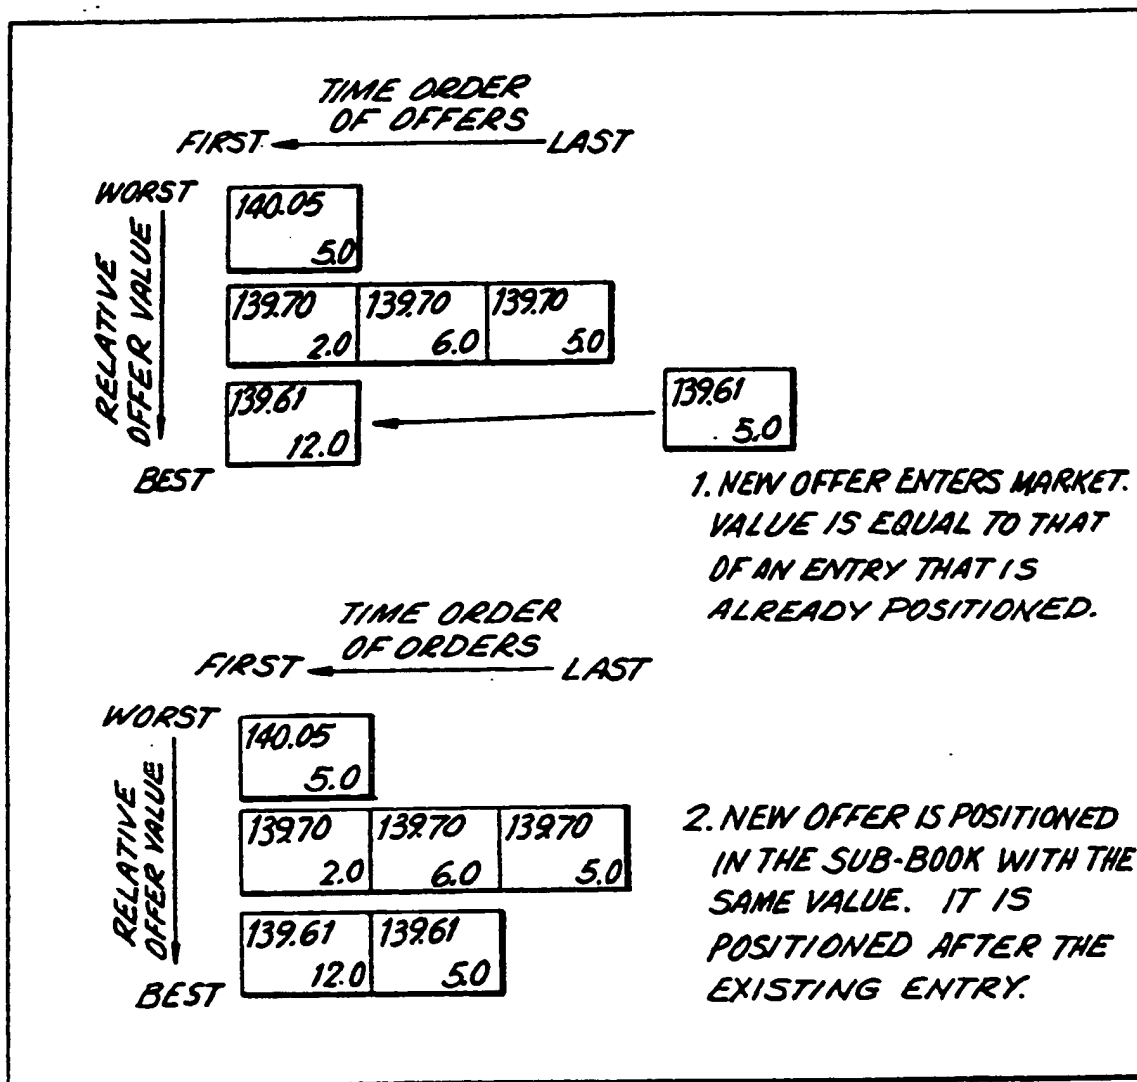 TIME ORDER
OF OFFERS
FIRST LAST
WORST
RELATIVE
OFFER VALUE
BEST
140.05
5.0
139.70 139.70 139.70
2.0 6.0 5.0
139.61 139.61
12.0 5.0
1. NEW OFFER ENTERS MARKET.
VALUE IS EQUAL TO THAT
OF AN ENTRY THAT IS
ALREADY POSITIONED.
TIME ORDER
OF ORDERS
FIRST LAST
WORST
RELATIVE
OFFER VALUE
BEST
140.05
5.0
139.70 139.70 139.70
2.0 6.0 5.0
139.61 139.61
12.0 5.0
2. NEW OFFER IS POSITIONED
IN THE SUB-BOOK WITH THE
SAME VALUE. IT IS
POSITIONED AFTER THE
EXISTING ENTRY.